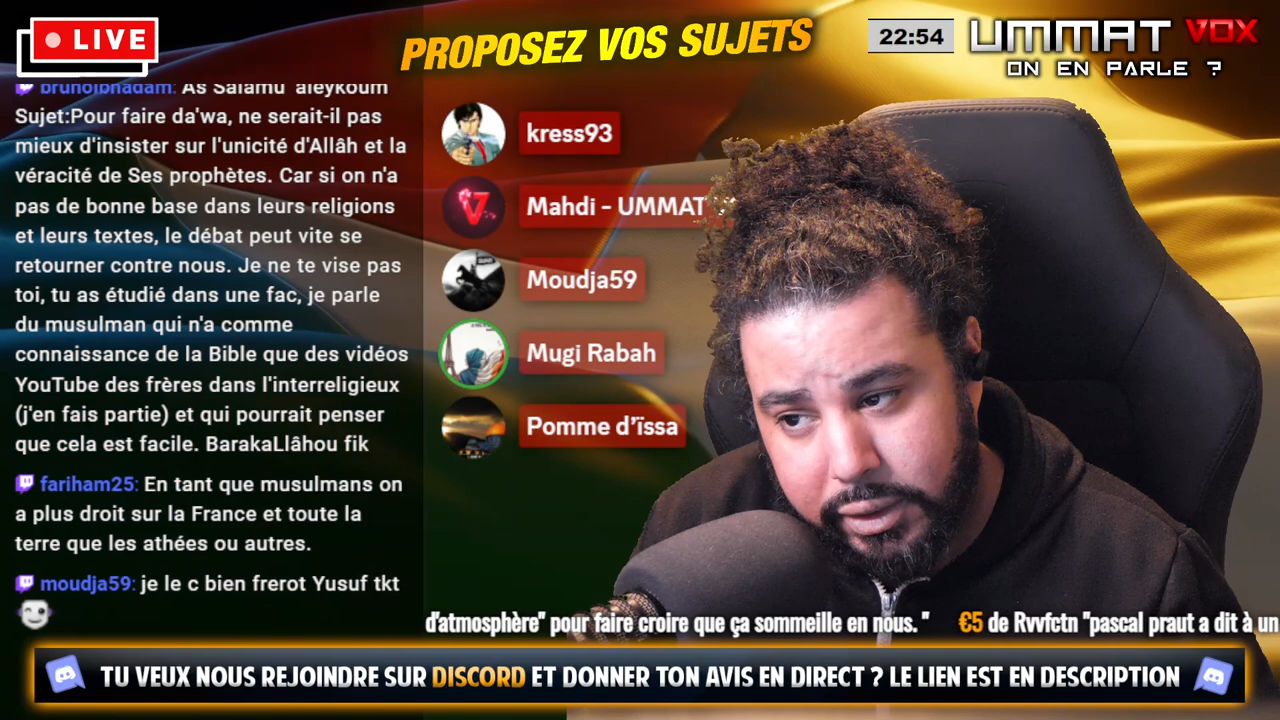 LIVE
PROPOSEZ VOS SUJETS
22:54
UMMAT VOX
ON EN PARLE ?
brunoibnadam: As Salamu 'aleykoum
Sujet:Pour faire da'wa, ne serait-il pas
mieux d'insister sur l'unicité d'Allâh et la
véracité de Ses prophètes. Car si on n'a
pas de bonne base dans leurs religions
et leurs textes, le débat peut vite se
retourner contre nous. Je ne te vise pas
toi, tu as étudié dans une fac, je parle
du musulman qui n'a comme
connaissance de la Bible que des vidéos
YouTube des frères dans l'interreligieux
(j'en fais partie) et qui pourrait penser
que cela est facile. BarakaLlâhou fik
fariham25: En tant que musulmans on
a plus droit sur la France et toute la
terre que les athées ou autres.
moudja59: je le c bien frerot Yusuf tkt
kress93
Mahdi - UMMAT
Moudja59
Mugi Rabah
Pomme d'ïssa
d'atmosphère" pour faire croire que ça sommeille en nous. " €5 de Rvvfctn "pascal praut a dit à un
TU VEUX NOUS REJOINDRE SUR DISCORD ET DONNER TON AVIS EN DIRECT ? LE LIEN EST EN DESCRIPTION